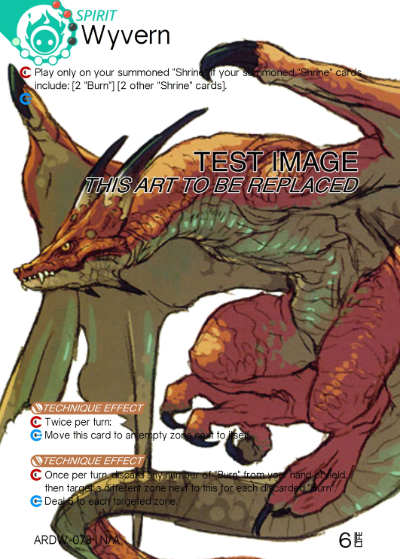 SPIRIT
Wyvern
Play only on your summoned "Shrine" if your summoned "Shrine" cards
include: [2 "Burn"] [2 other "Shrine" cards].
TEST IMAGE
THIS ART TO BE REPLACED
TECHNIQUE EFFECT
Twice per turn:
Move this card to an empty zone next to itself.
TECHNIQUE EFFECT
Once per turn, discard any number of "Burn" from your hand or field,
then target a different zone next to this for each discarded "Burn".
Deal 6 to each targeted zone.
ARDW-078 N/A
6